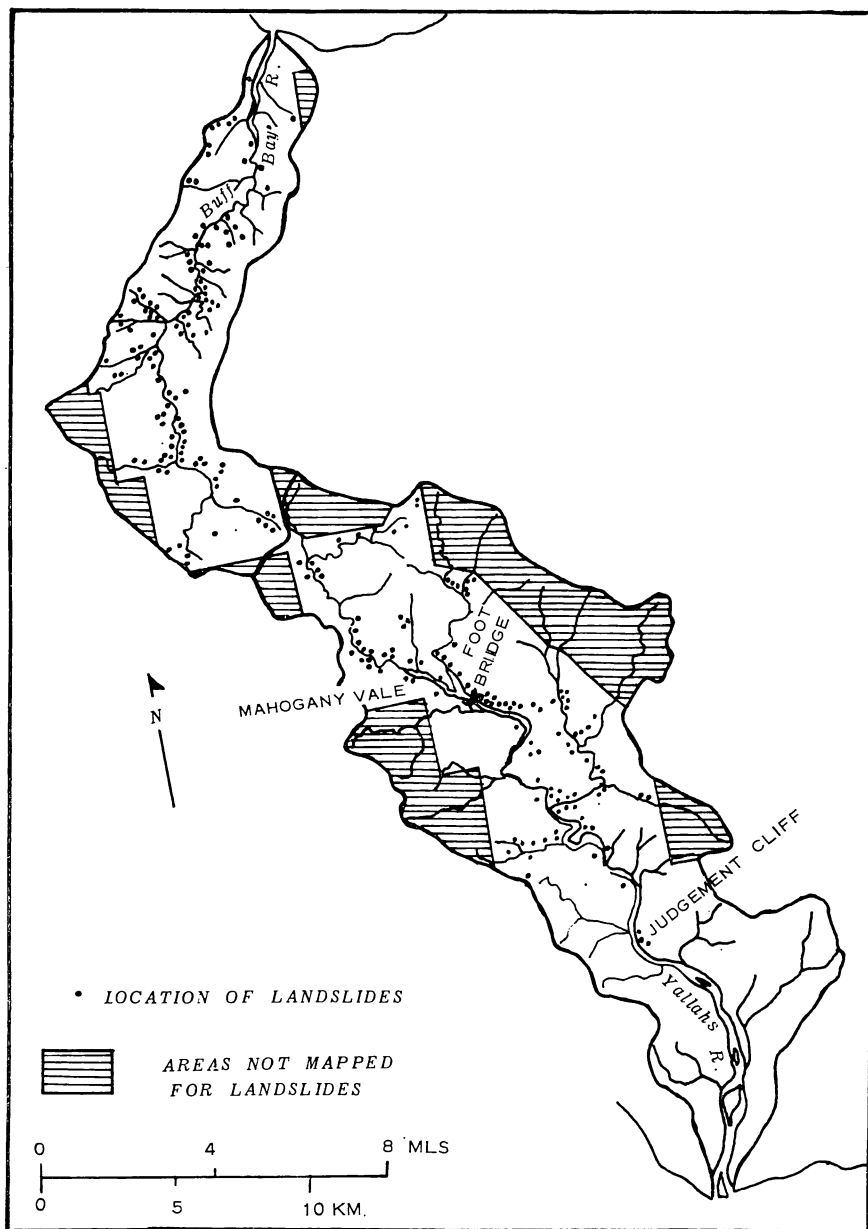 Buff Bay R.
FOOT
BRIDGE
MAHOGANY VALE
N
JUDGEMENT CLIFF
Yallahs R.
• LOCATION OF LANDSLIDES
AREAS NOT MAPPED
FOR LANDSLIDES
0 4 8 MLS
0 5 10 KM.